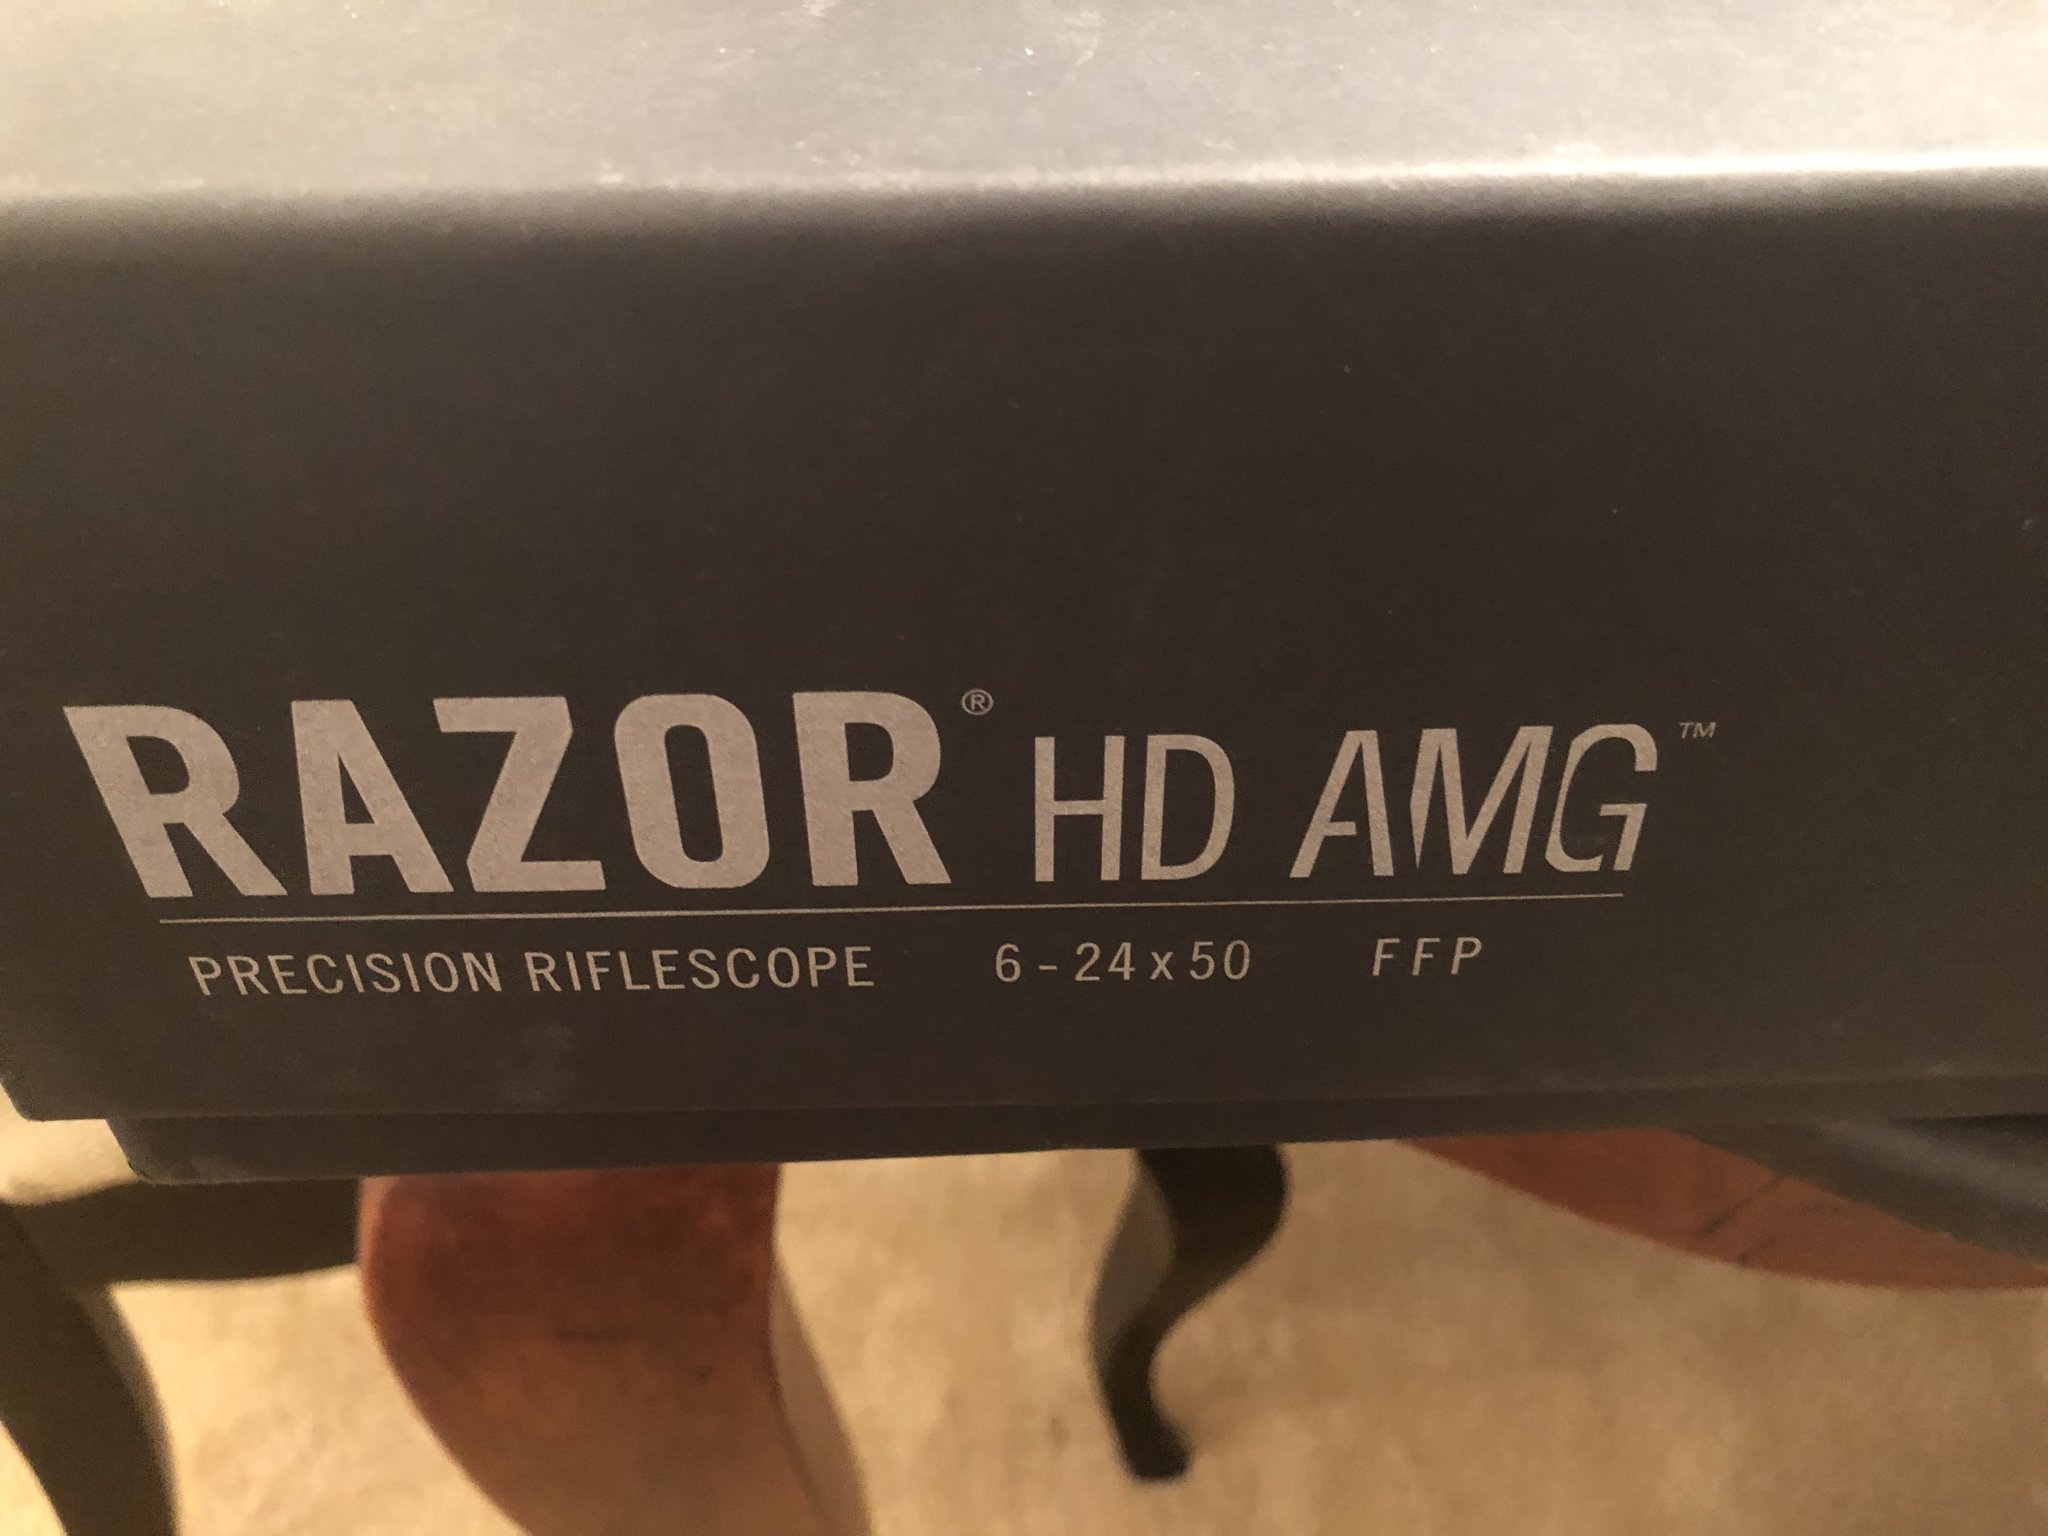 RAZOR® HD AMG™
PRECISION RIFLESCOPE 6-24x50 FFP